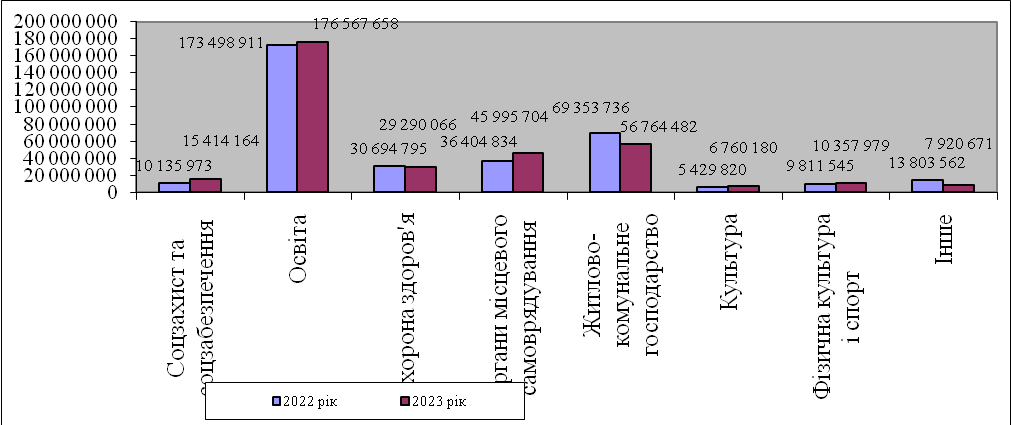 200 000 000
180 000 000
160 000 000
140 000 000
120 000 000
100 000 000
80 000 000
60 000 000
40 000 000
20 000 000
0
10 135 973
15 414 164
173 498 911
176 567 658
30 694 795
29 290 066
36 404 834
45 995 704
69 353 736
56 764 482
5 429 820
6 760 180
9 811 545
10 357 979
13 803 562
7 920 671
Соцзахист та
соцзабезпечення
Освіта
хорона здоров'я
ргани місцевого
самоврядування
Житлово-
комунальне
господарство
Культура
Фізична культура
і спорт
Інше
2022 рік
2023 рік